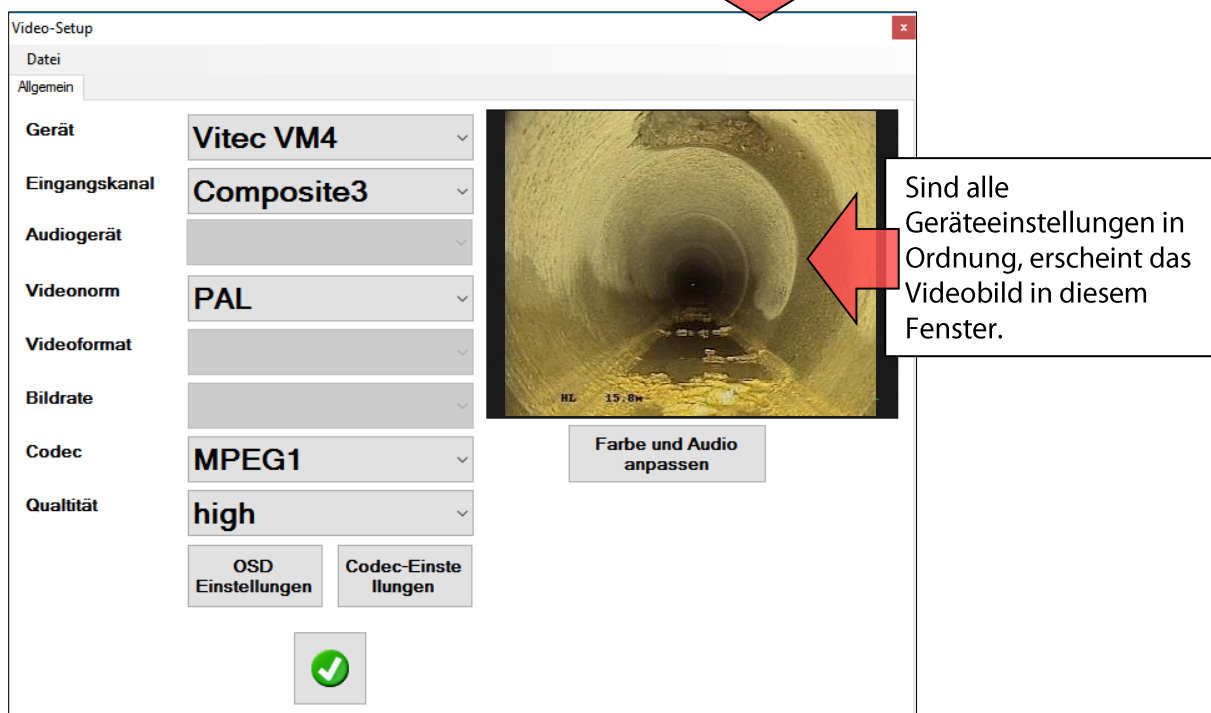 Video-Setup
x
Datei
Allgemein
Gerät
Vitec VM4
Eingangskanal
Composite3
Audiogerät
Videonorm
PAL
Videoformat
Bildrate
Codec
MPEG1
Qualtität
high
OSD
Einstellungen
Codec-Einste
llungen
HL 15.8m
Farbe und Audio
anpassen
Sind alle
Geräteeinstellungen in
Ordnung, erscheint das
Videobild in diesem
Fenster.